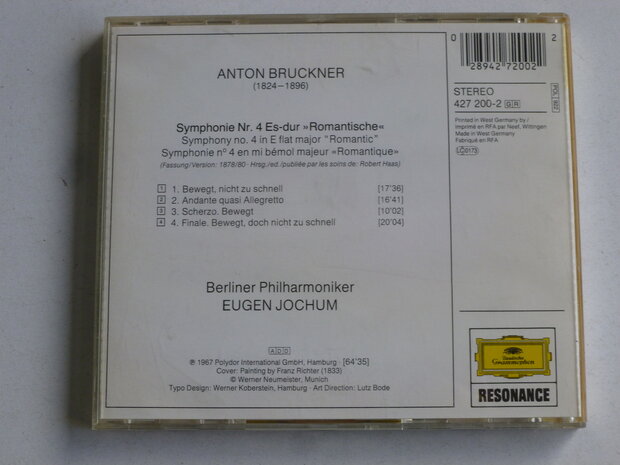 ANTON BRUCKNER
(1824–1896)
Symphonie Nr. 4 Es-dur »Romantische«
Symphony no. 4 in E flat major "Romantic"
Symphonie nº 4 en mi bémol majeur «Romantique»
(Fassung/Version: 1878/80 · Hrsg./ed./publiée par les soins de: Robert Haas)
1 1. Bewegt, nicht zu schnell [17'36]
2 2. Andante quasi Allegretto [16'41]
3 3. Scherzo. Bewegt [10'02]
4 4. Finale. Bewegt, doch nicht zu schnell [20'04]
Berliner Philharmoniker
EUGEN JOCHUM
ADD
℗ 1967 Polydor International GmbH, Hamburg [64'35]
Cover: Painting by Franz Richter (1833)
© Werner Neumeister, Munich
Typo Design: Werner Koberstein, Hamburg · Art Direction: Lutz Bode
0 28942 72002 2
STEREO
427 200-2 GR
Printed in West Germany by /
Imprimé en RFA par Neef, Wittingen
Made in West Germany
Fabriqué en RFA
LC 0173
Deutsche
Grammophon
RESONANCE